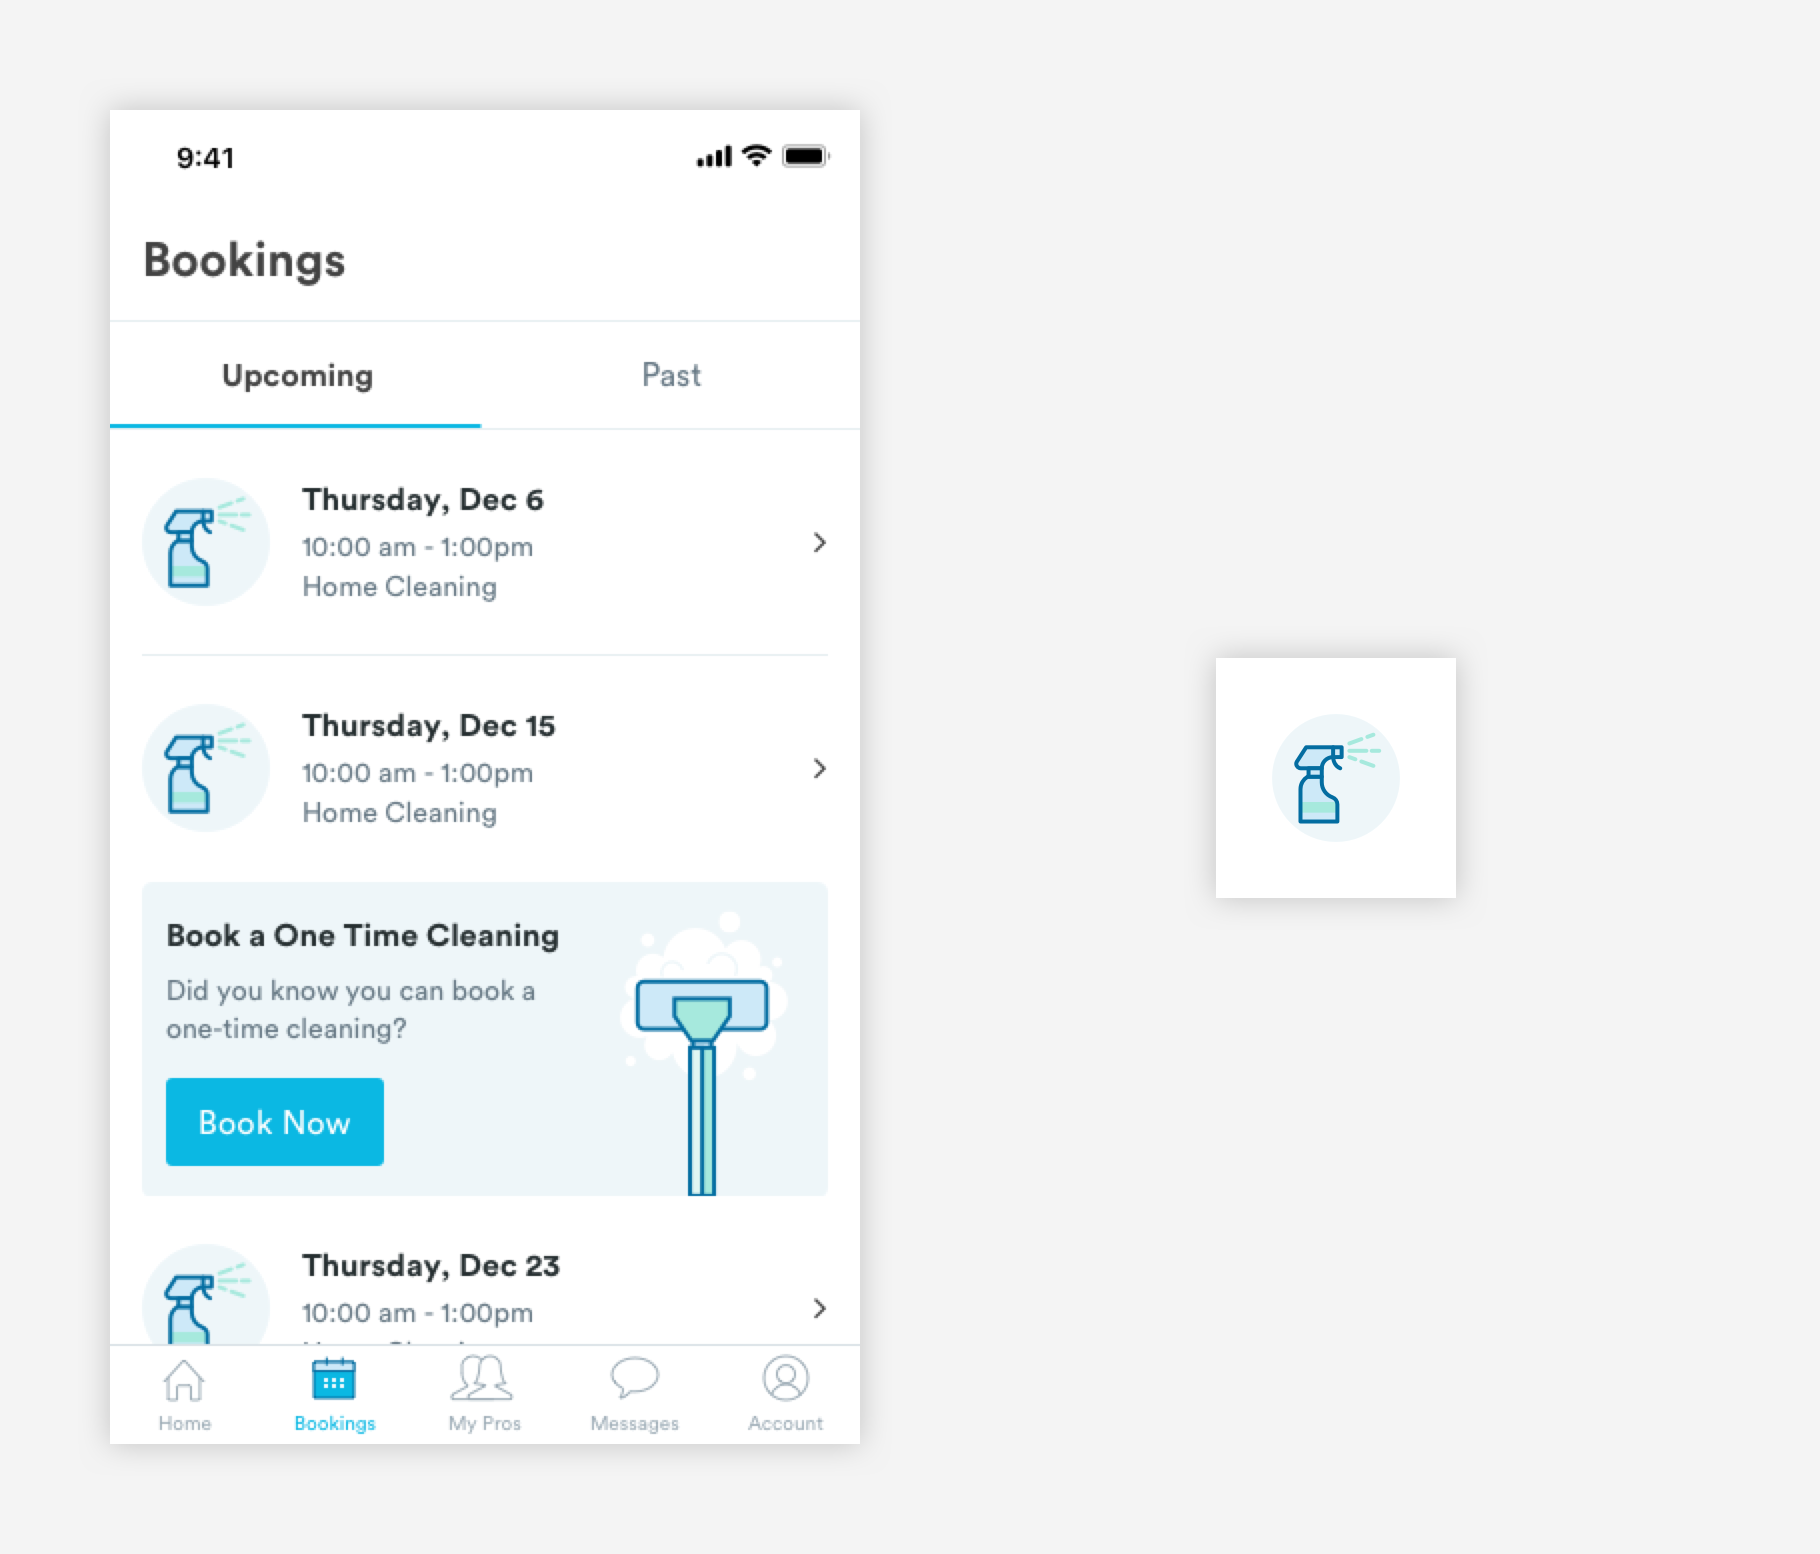 9:41
Bookings
Upcoming
Past
Thursday, Dec 6
10:00 am - 1:00pm
Home Cleaning
Thursday, Dec 15
10:00 am - 1:00pm
Home Cleaning
Book a One Time Cleaning
Did you know you can book a
one-time cleaning?
Book Now
Thursday, Dec 23
10:00 am - 1:00pm
Home
Bookings
My Pros
Messages
Account